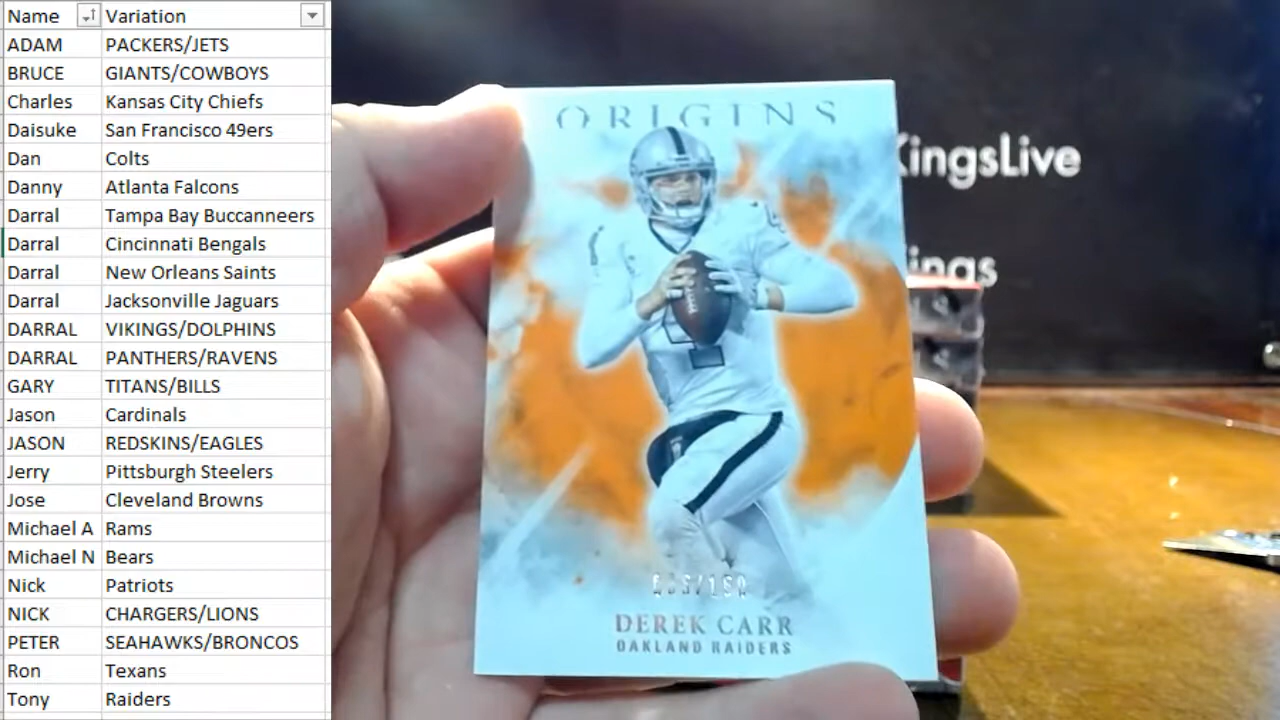 Name Variation
ADAM PACKERS/JETS
BRUCE GIANTS/COWBOYS
Charles Kansas City Chiefs
Daisuke San Francisco 49ers
Dan Colts
Danny Atlanta Falcons
Darral Tampa Bay Buccanneers
Darral Cincinnati Bengals
Darral New Orleans Saints
Darral Jacksonville Jaguars
DARRAL VIKINGS/DOLPHINS
DARRAL PANTHERS/RAVENS
GARY TITANS/BILLS
Jason Cardinals
JASON REDSKINS/EAGLES
Jerry Pittsburgh Steelers
Jose Cleveland Browns
Michael A Rams
Michael N Bears
Nick Patriots
NICK CHARGERS/LIONS
PETER SEAHAWKS/BRONCOS
Ron Texans
Tony Raiders
ORIGINS
DEREK CARR
OAKLAND RAIDERS
KingsLive